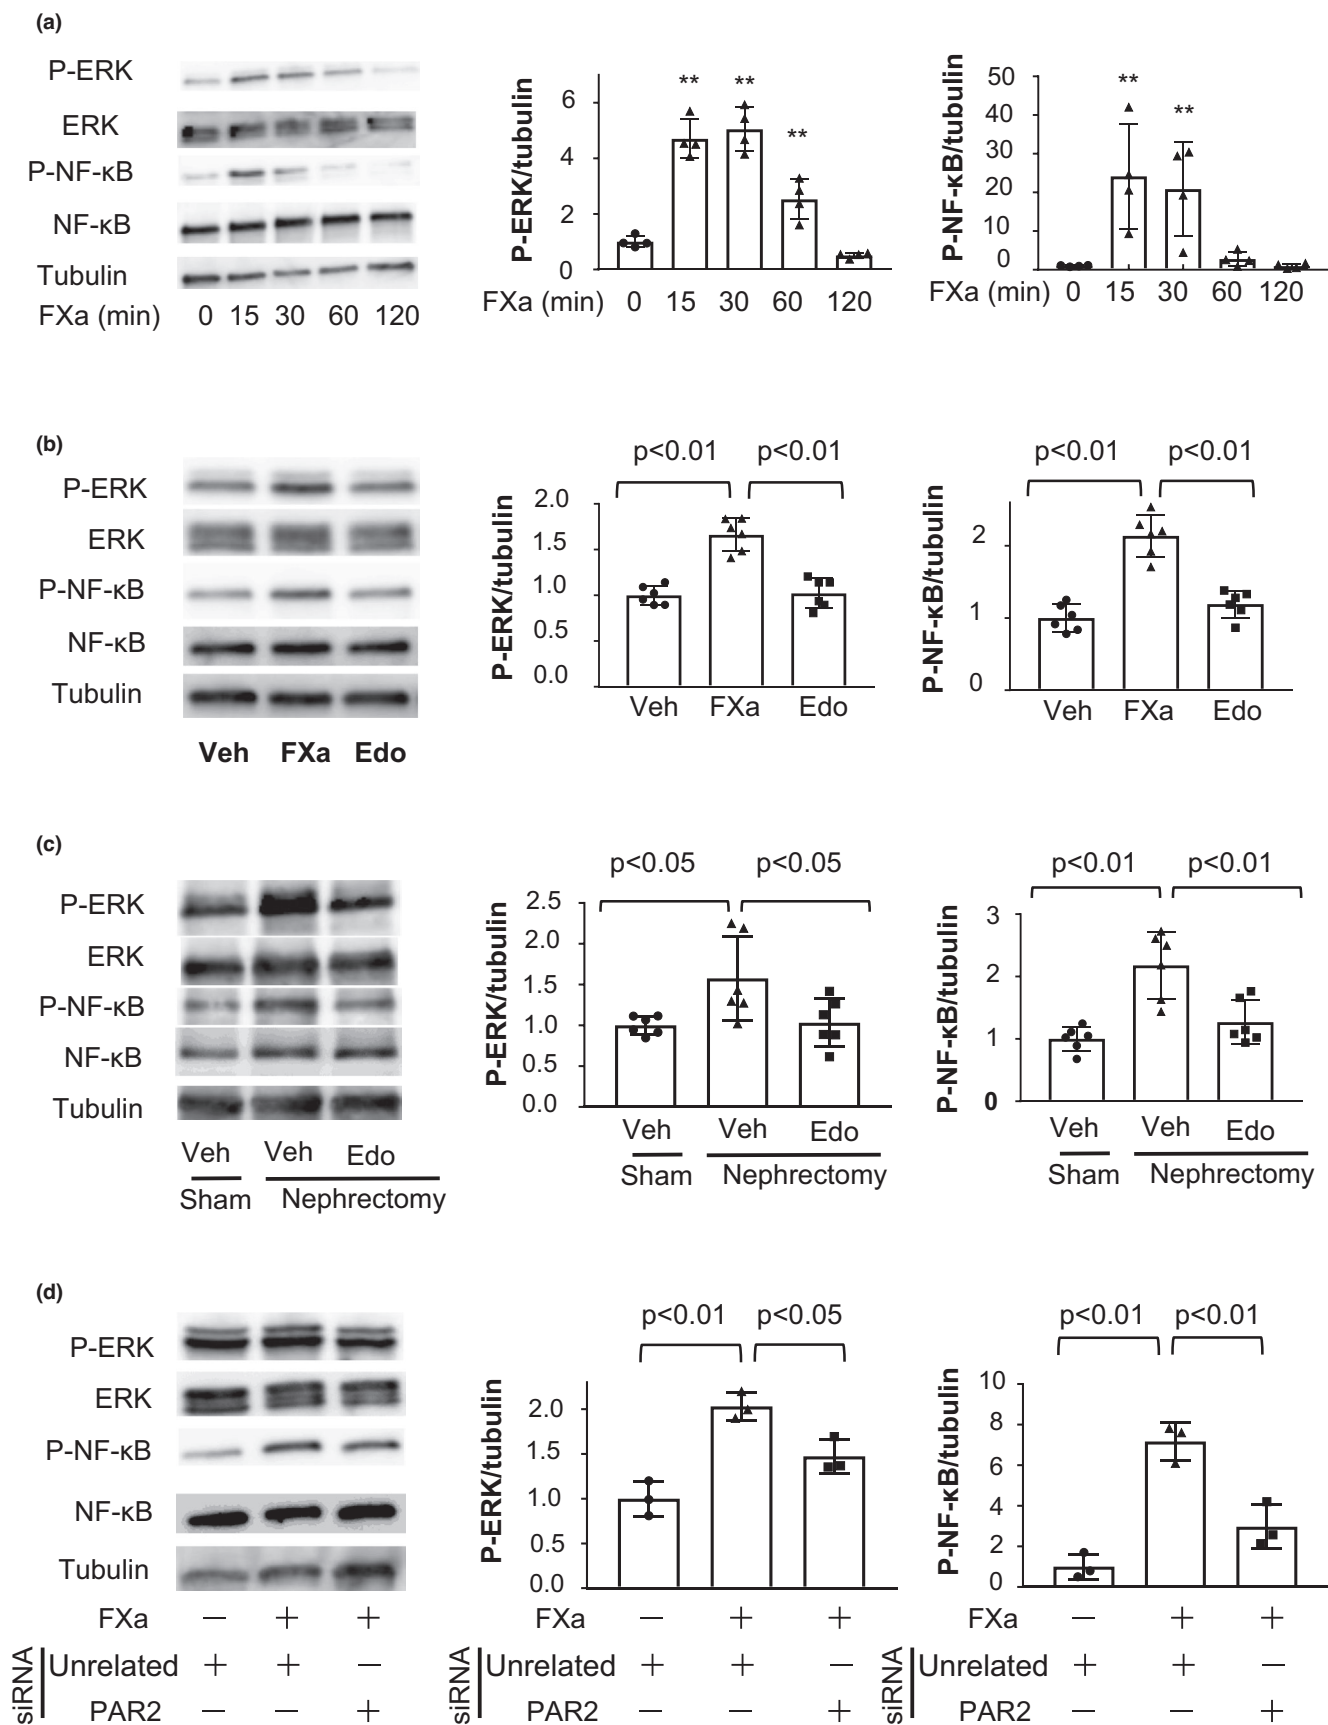 (a)
P-ERK
ERK
P-NF-κB
NF-κB
Tubulin
FXa (min) 0 15 30 60 120
P-ERK/tubulin
6
4
2
0
** ** **
FXa (min) 0 15 30 60 120
P-NF-κB/tubulin
50
40
30
20
10
0
** **
FXa (min) 0 15 30 60 120
(b)
P-ERK
ERK
P-NF-κB
NF-κB
Tubulin
Veh FXa Edo
p<0.01 p<0.01
P-ERK/tubulin
2.0
1.5
1.0
0.5
0.0
Veh FXa Edo
p<0.01 p<0.01
P-NF-κB/tubulin
2
1
0
Veh FXa Edo
(c)
P-ERK
ERK
P-NF-κB
NF-κB
Tubulin
Veh Veh Edo
Sham Nephrectomy
p<0.05 p<0.05
P-ERK/tubulin
2.5
2.0
1.5
1.0
0.5
0.0
Veh Veh Edo
Sham Nephrectomy
p<0.01 p<0.01
P-NF-κB/tubulin
3
2
1
0
Veh Veh Edo
Sham Nephrectomy
(d)
P-ERK
ERK
P-NF-κB
NF-κB
Tubulin
FXa − + +
siRNA
Unrelated + + −
PAR2 − − +
p<0.01 p<0.05
P-ERK/tubulin
2.0
1.5
1.0
0.5
0.0
FXa − + +
siRNA
Unrelated + + −
PAR2 − − +
p<0.01 p<0.01
P-NF-κB/tubulin
10
8
6
4
2
0
FXa − + +
siRNA
Unrelated + + −
PAR2 − − +